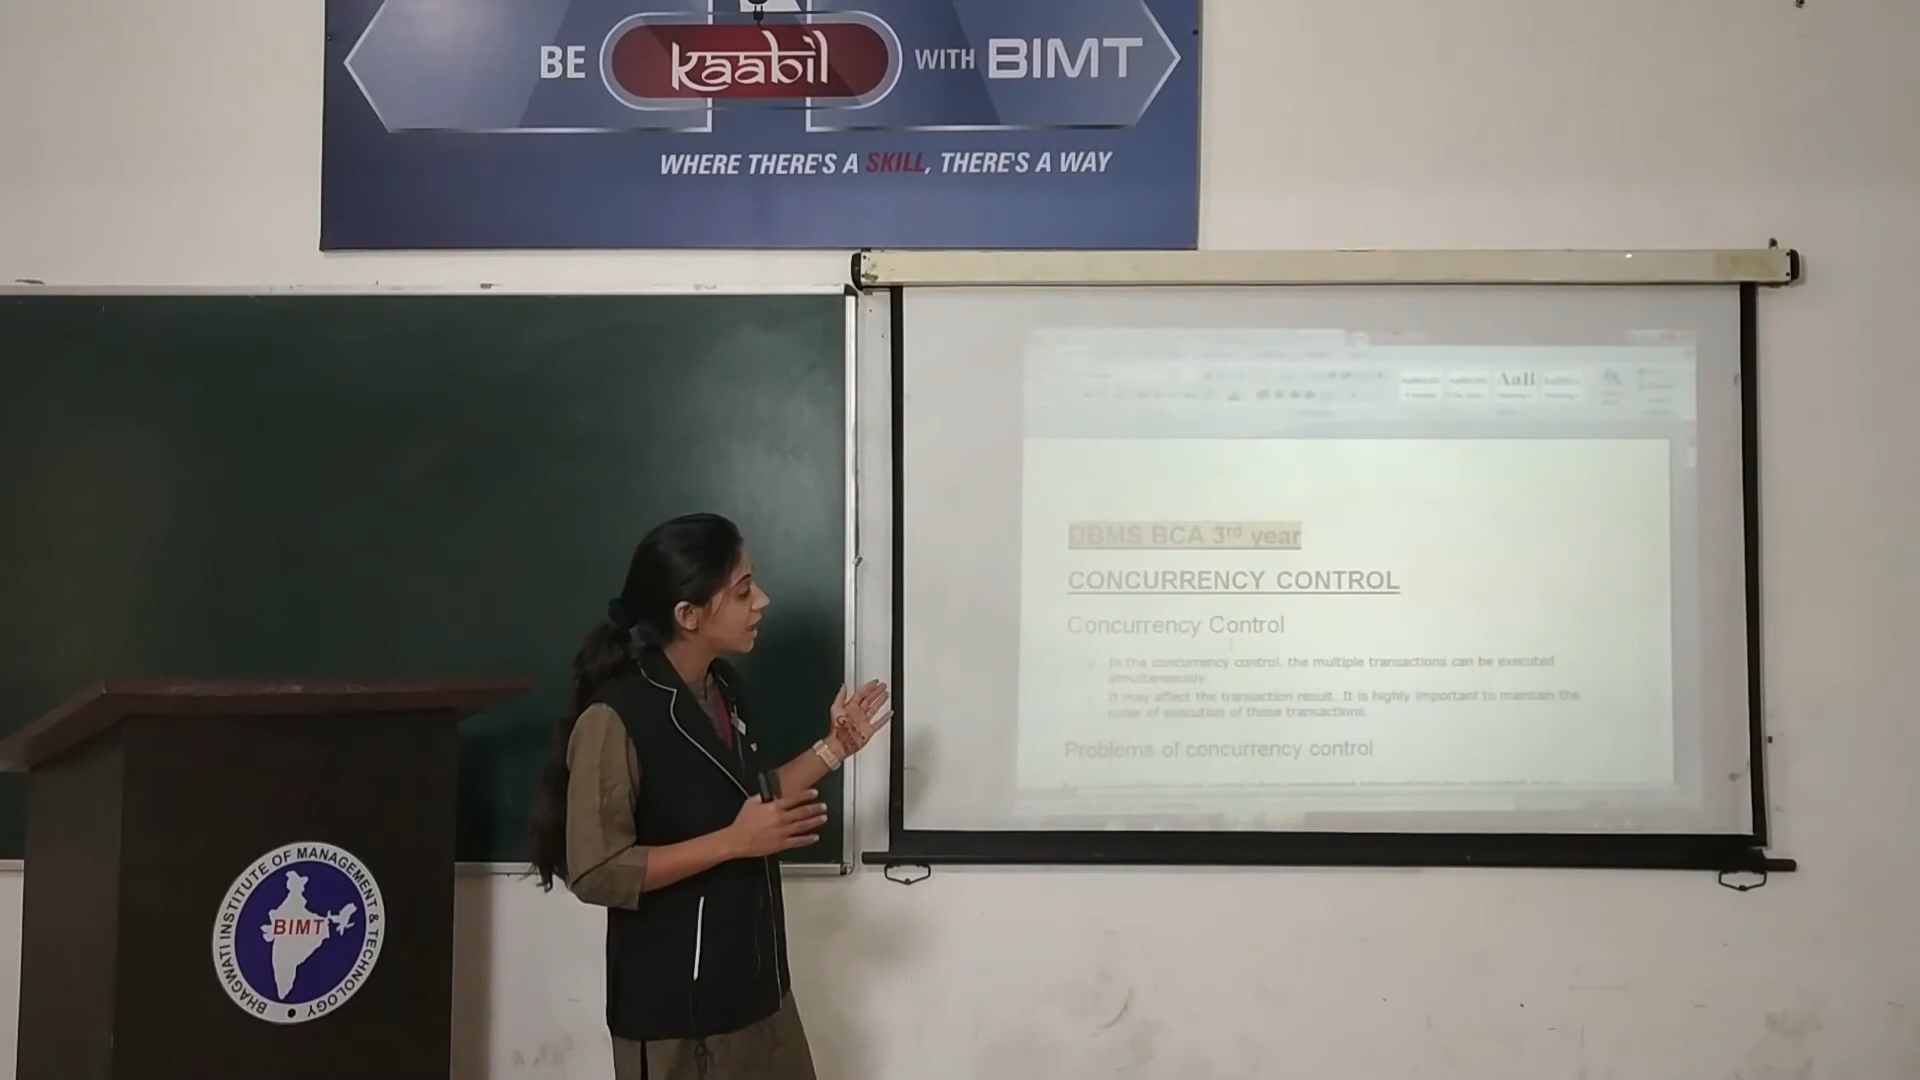 BE kaabil WITH BIMT
WHERE THERE'S A SKILL, THERE'S A WAY
AaB
DBMS BCA 3rd year
CONCURRENCY CONTROL
Concurrency Control
In the concurrency control, the multiple transactions can be executed
simultaneously.
It may affect the transaction result. It is highly important to maintain the
order of execution of those transactions.
Problems of concurrency control
BHAGWATI INSTITUTE OF MANAGEMENT & TECHNOLOGY
BIMT